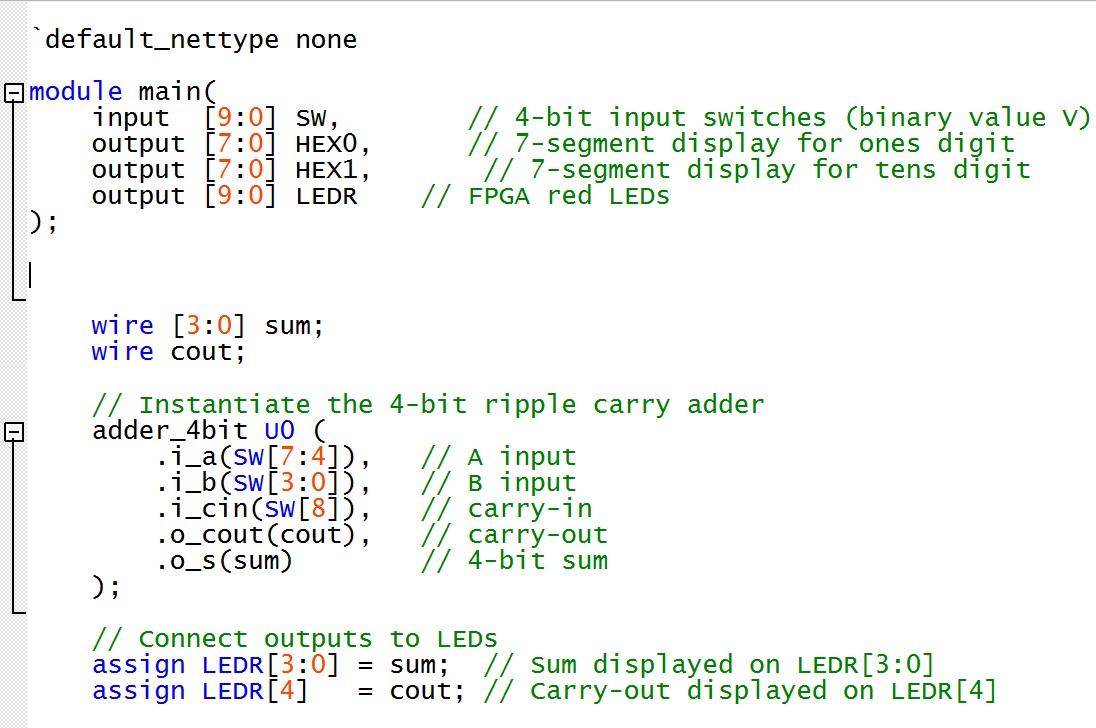 `default_nettype none
module main(
input [9:0] SW, // 4-bit input switches (binary value V)
output [7:0] HEX0, // 7-segment display for ones digit
output [7:0] HEX1, // 7-segment display for tens digit
output [9:0] LEDR // FPGA red LEDs
);
wire [3:0] sum;
wire cout;
// Instantiate the 4-bit ripple carry adder
adder_4bit U0 (
.i_a(SW[7:4]), // A input
.i_b(SW[3:0]), // B input
.i_cin(SW[8]), // carry-in
.o_cout(cout), // carry-out
.o_s(sum) // 4-bit sum
);
// Connect outputs to LEDs
assign LEDR[3:0] = sum; // Sum displayed on LEDR[3:0]
assign LEDR[4] = cout; // Carry-out displayed on LEDR[4]